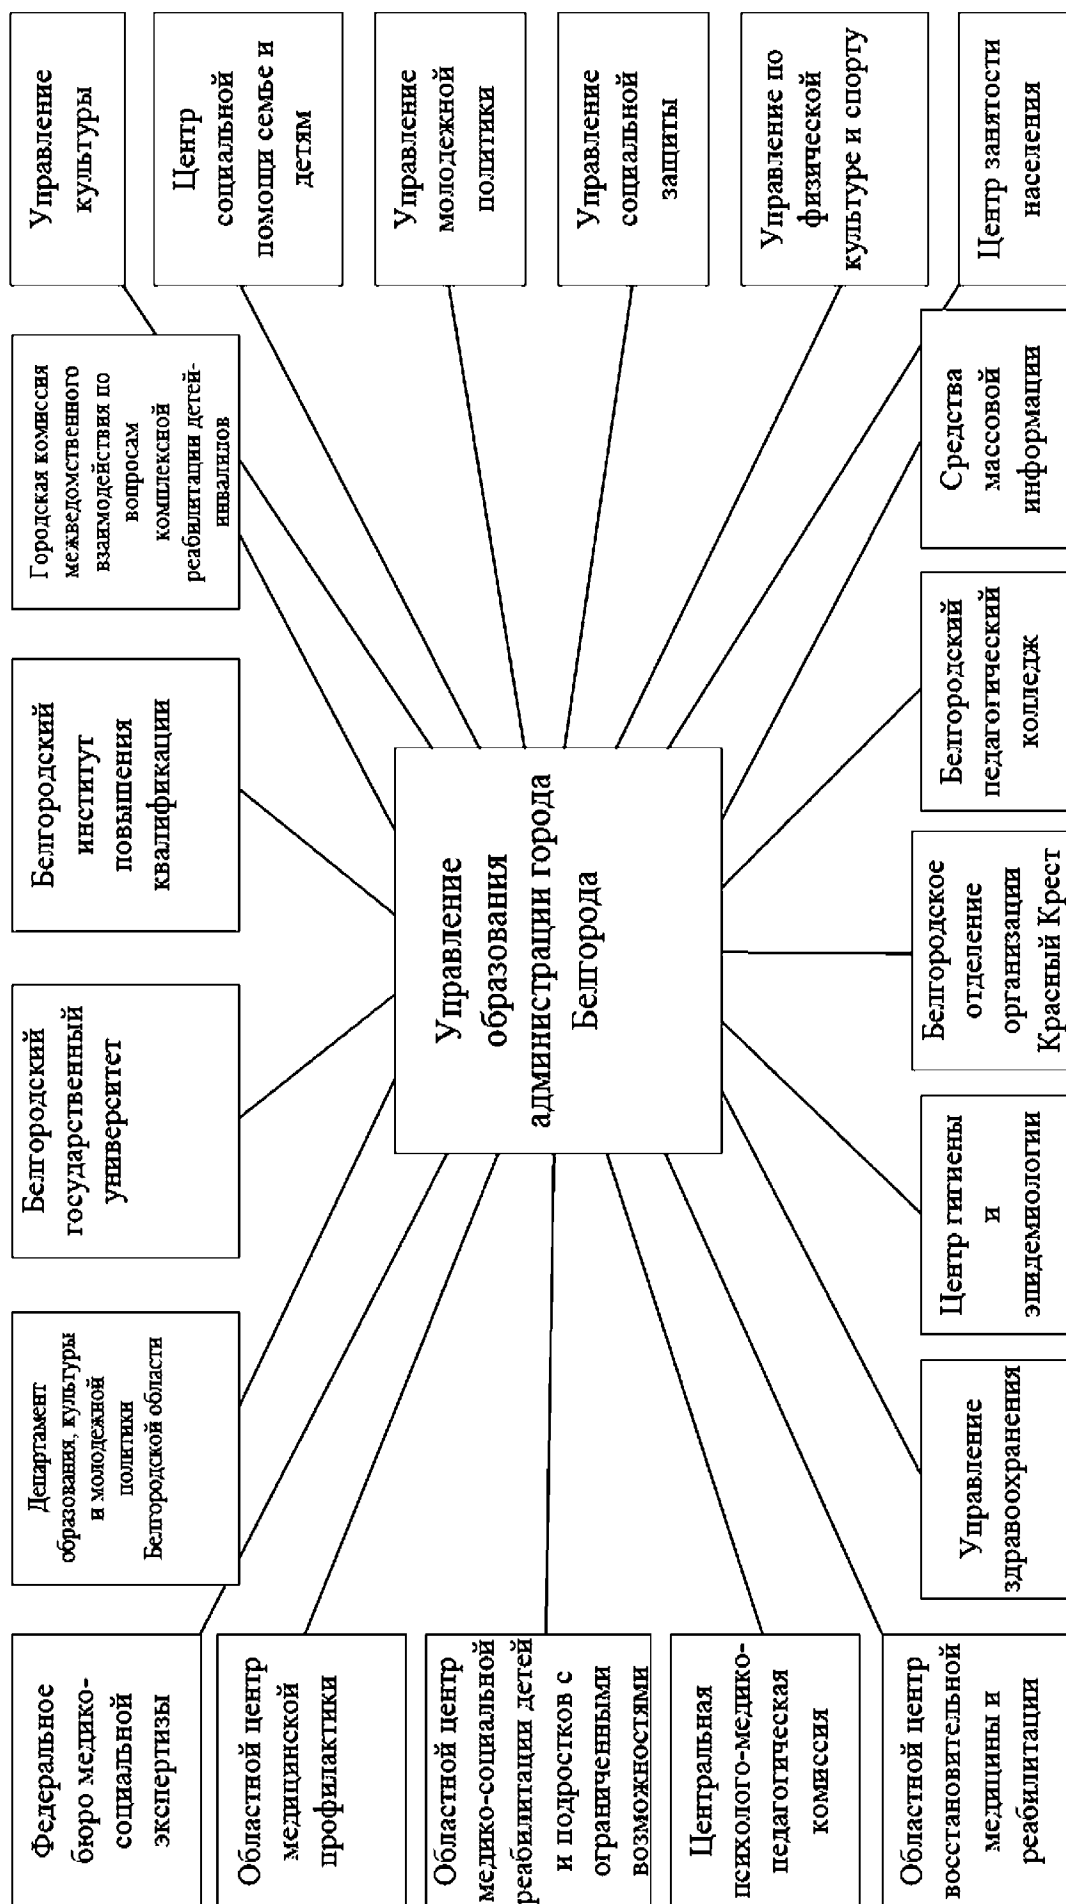 Федеральное
бюро медико-
социальной
экспертизы
Департамент
образования, культуры
и молодежной
политики
Белгородской области
Белгородский
государственный
университет
Белгородский
институт
повышения
квалификации
Городская комиссия
межведомственного
взаимодействия по
вопросам
комплексной
реабилитации детей-
инвалидов
Управление
культуры
Областной центр
медицинской
профилактики
Центр
социальной
помощи семье и
детям
Областной центр
медико-социальной
реабилитации детей
и подростков с
ограниченными
возможностями
Управление
образования
администрации города
Белгорода
Управление
молодежной
политики
Управление
социальной
защиты
Центральная
психолого-медико-
педагогическая
комиссия
Управление по
физической
культуре и спорту
Областной центр
восстановительной
медицины и
реабилитации
Управление
здравоохранения
Центр гигиены
и
эпидемиологии
Белгородское
отделение
организации
Красный Крест
Белгородский
педагогический
колледж
Средства
массовой
информации
Центр занятости
населения